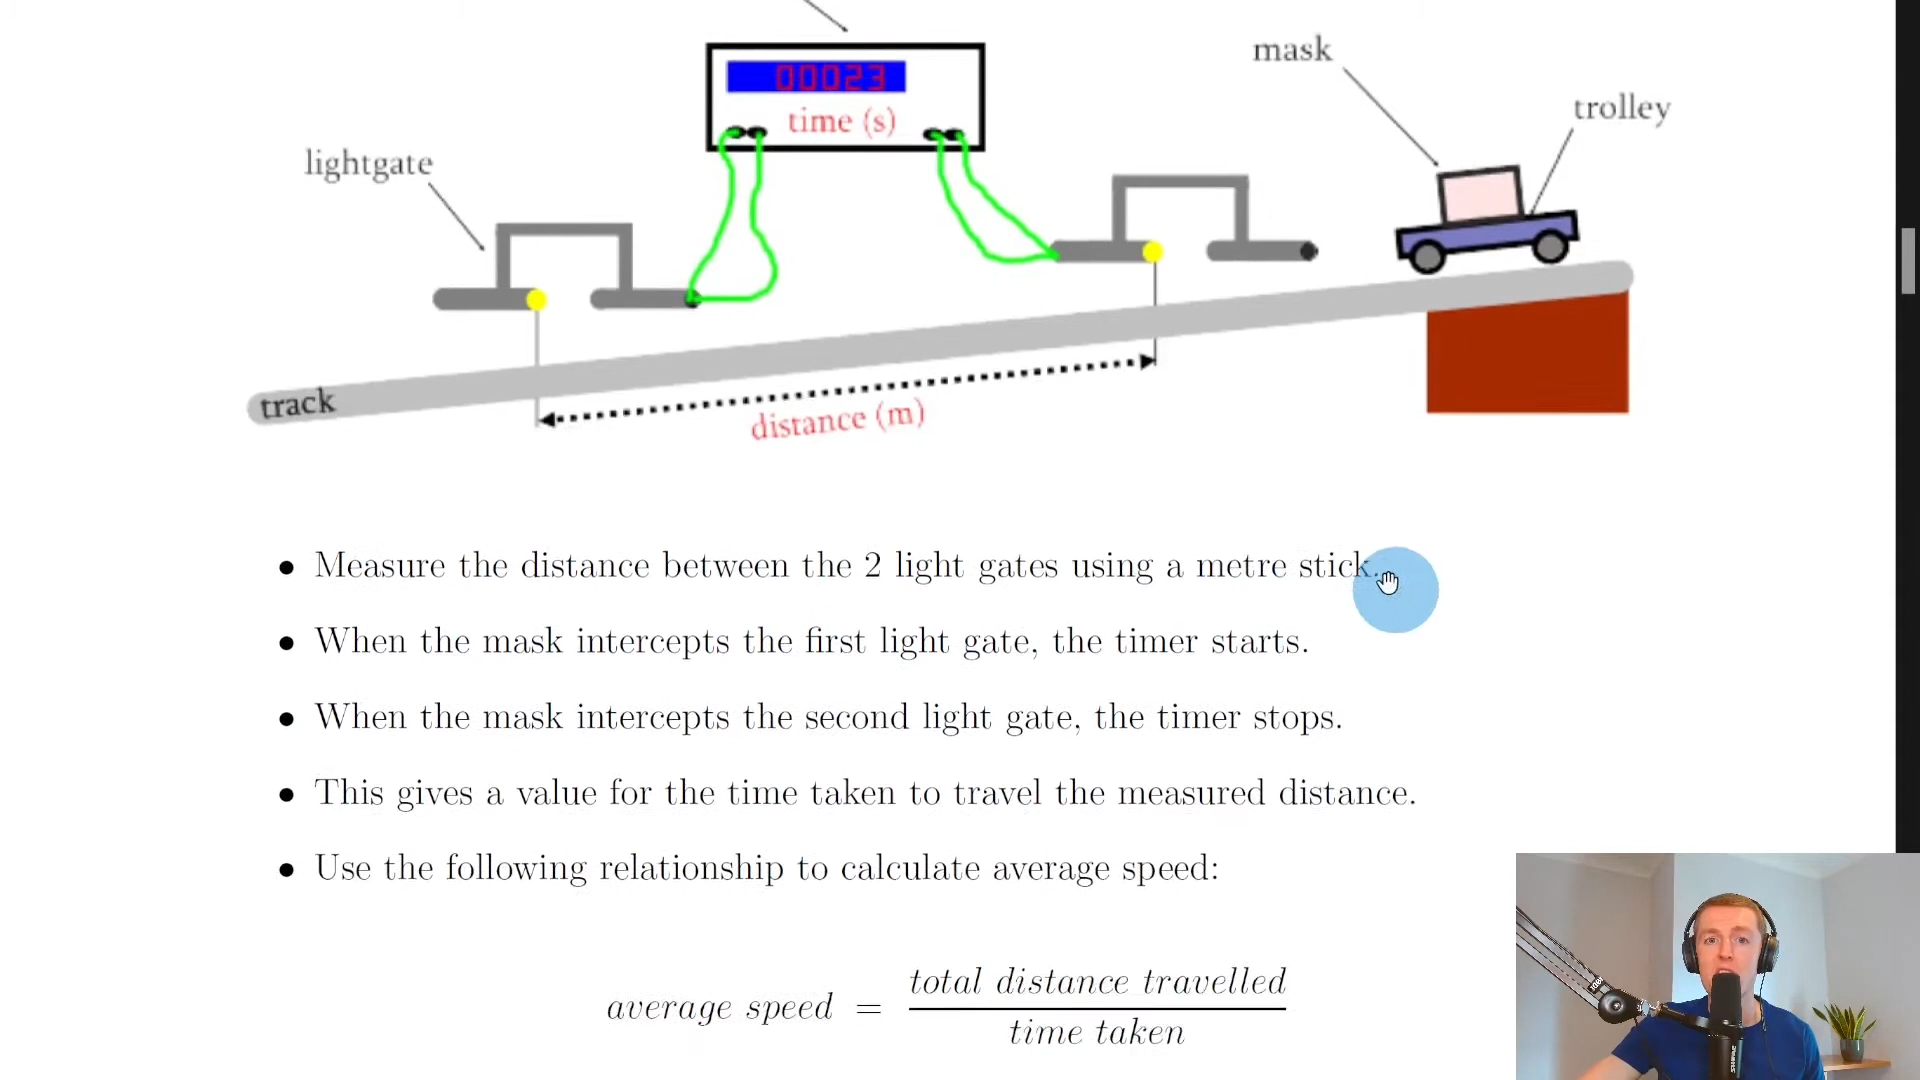 mask
trolley
00023
time (s)
lightgate
track
distance (m)
• Measure the distance between the 2 light gates using a metre stick.
• When the mask intercepts the first light gate, the timer starts.
• When the mask intercepts the second light gate, the timer stops.
• This gives a value for the time taken to travel the measured distance.
• Use the following relationship to calculate average speed:
average speed = total distance travelled
time taken